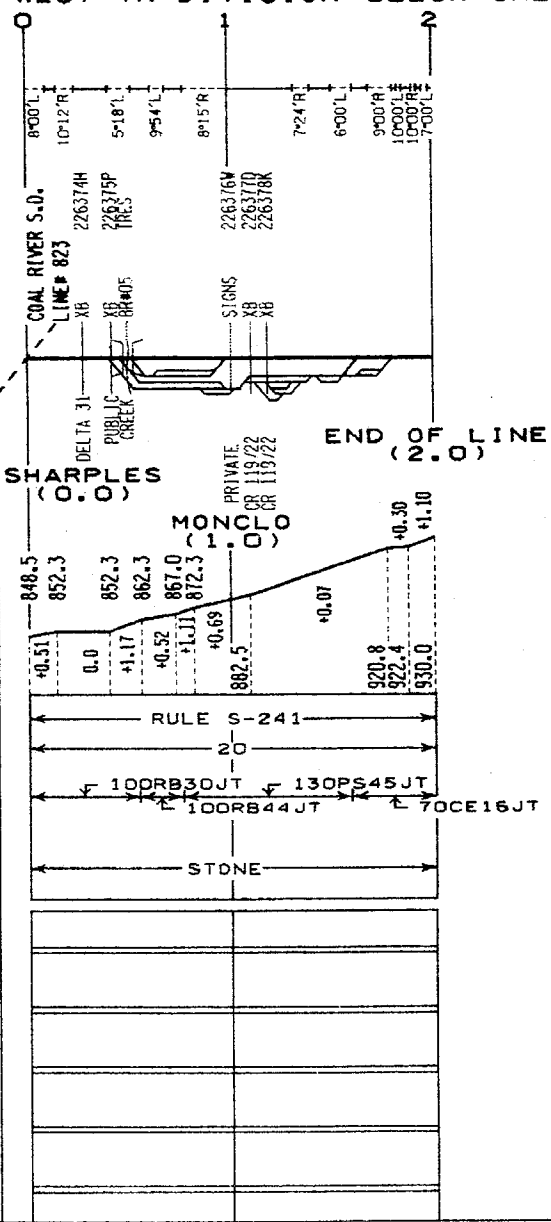 0 1 2
8°00'L 10°12'R 5°18'L 9°54'L 8°15'R 7°24'R 6°00'L 9°00'R 10°00'L 10°00'R 7°00'L
COAL RIVER S.D.
LINE# 823
XB 226374H
XB 226375P
BR#05 TRES
SIGNS 226376W
XB 226377D
XB 226378K
DELTA 31
PUBLIC
CREEK
PRIVATE
CR 119/22
CR 119/22
END OF LINE
(2.0)
SHARPLES
(0.0)
MONCLO
(1.0)
848.5 852.3 852.3 862.3 867.0 872.3 882.5 920.8 922.4 930.0
+0.51 0.0 +1.17 +0.52 +1.11 +0.69 +0.07 +0.30 +1.10
RULE S-241
20
100RB30JT 130PS45JT
100RB44JT 70CE16JT
STONE